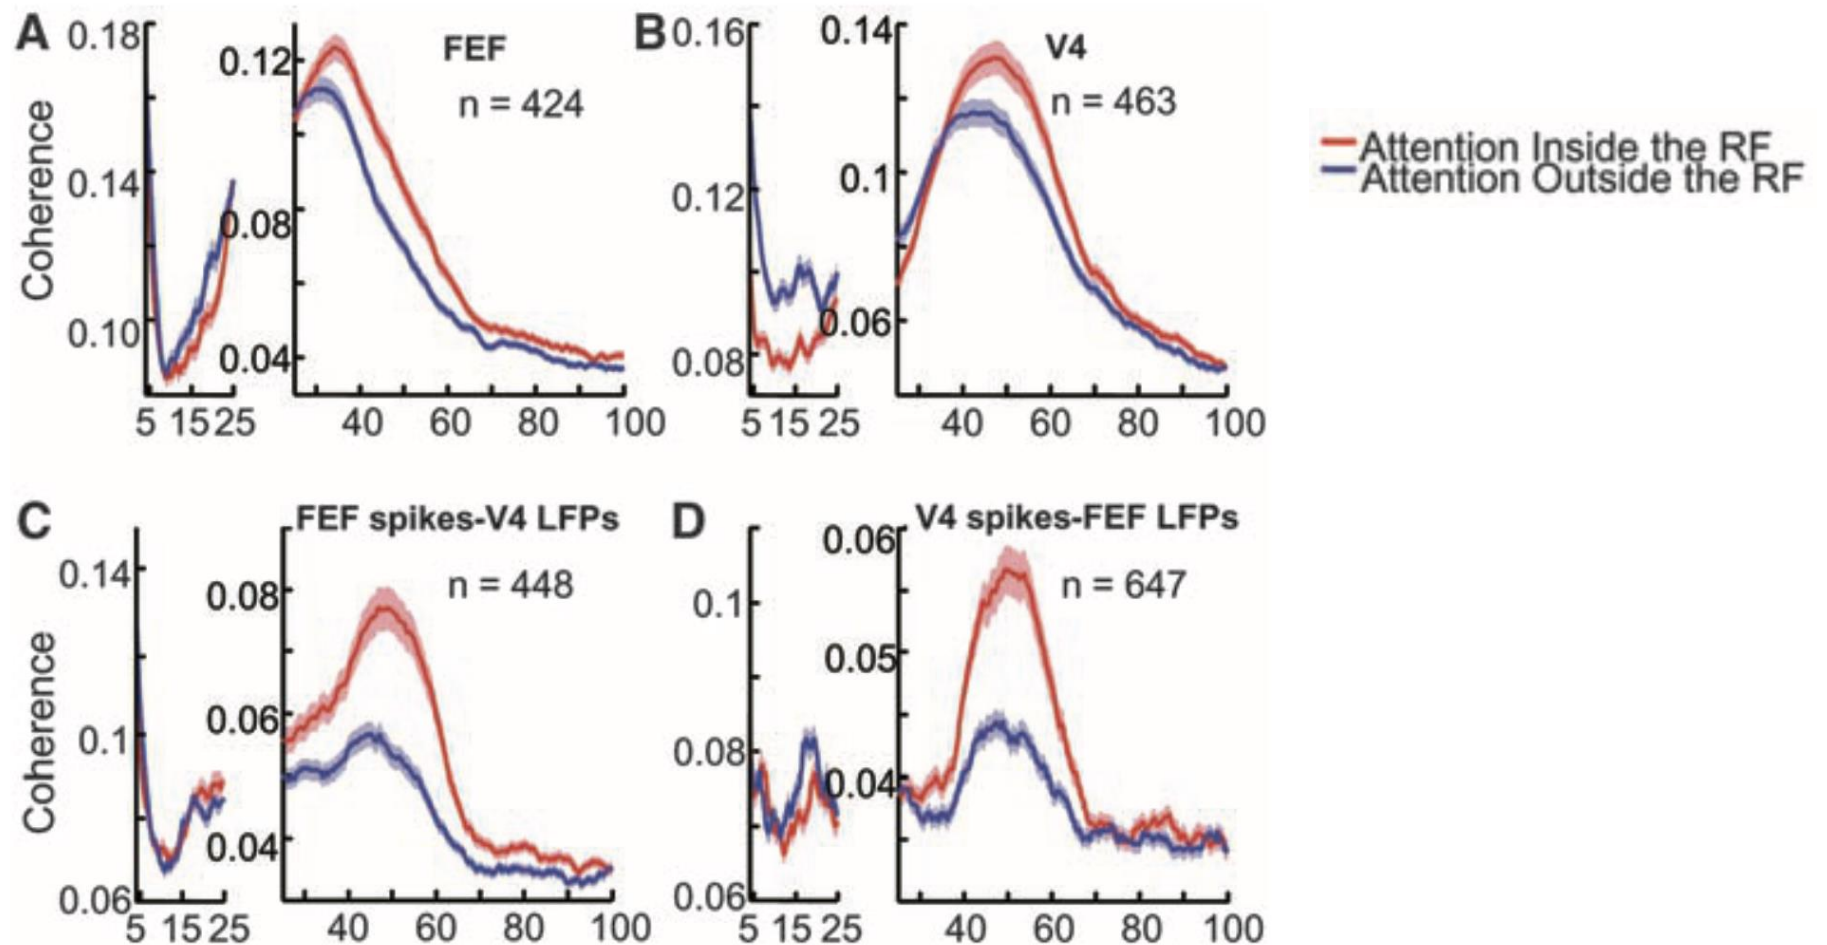 A
FEF
n = 424
Coherence
0.18
0.14
0.10
5 15 25
0.12
0.08
0.04
40 60 80 100
B
V4
n = 463
0.16
0.12
0.08
5 15 25
0.14
0.1
0.06
40 60 80 100
Attention Inside the RF
Attention Outside the RF
C
FEF spikes-V4 LFPs
n = 448
Coherence
0.14
0.1
0.06
5 15 25
0.08
0.06
0.04
40 60 80 100
D
V4 spikes-FEF LFPs
n = 647
0.1
0.08
0.06
5 15 25
0.06
0.05
0.04
40 60 80 100